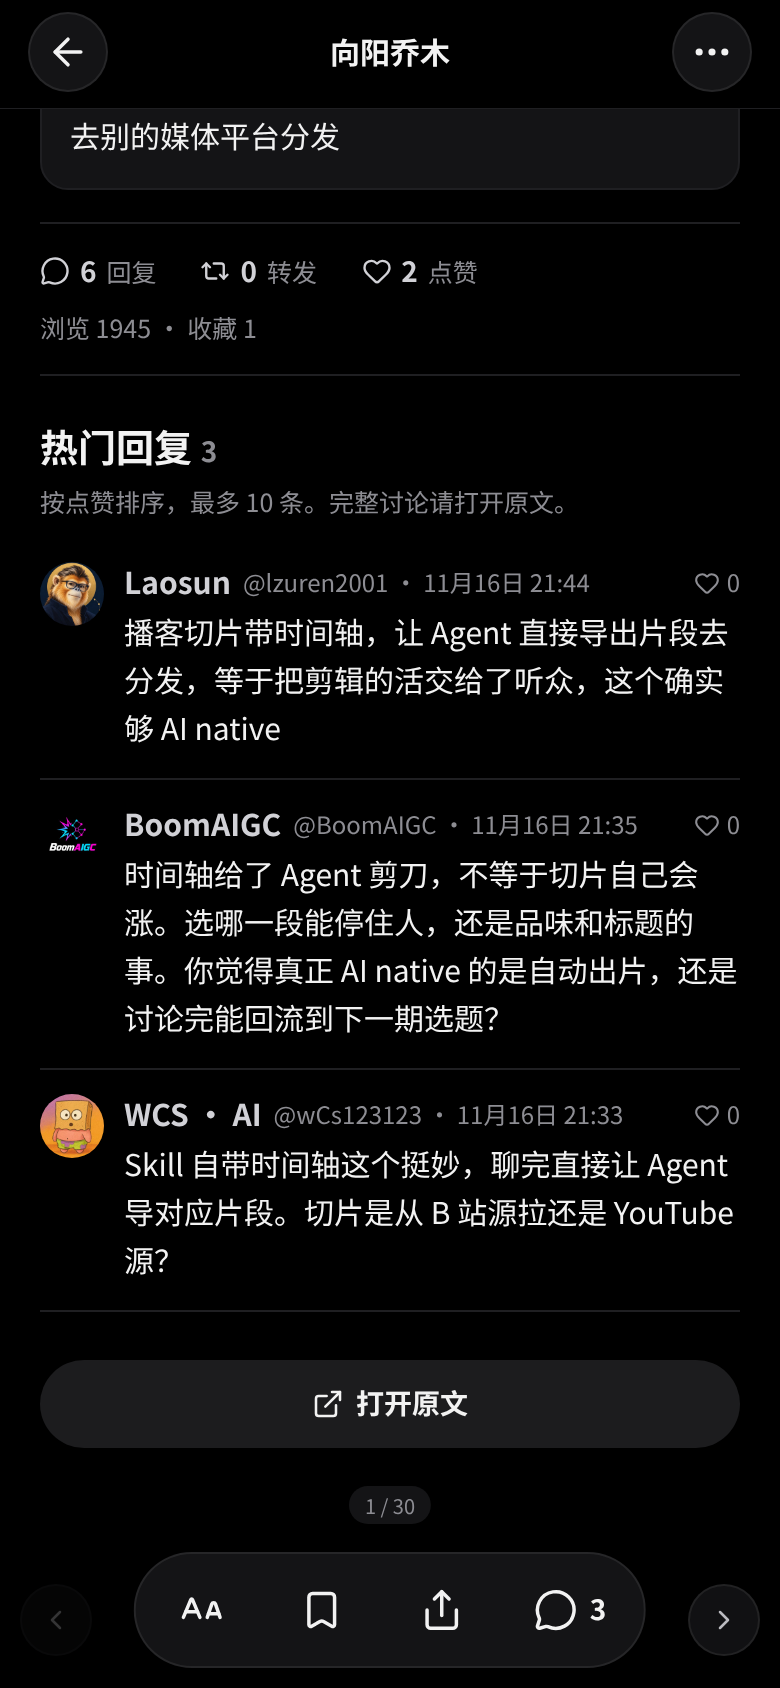 向阳乔木
去别的媒体平台分发
6 回复 0 转发 2 点赞
浏览 1945 · 收藏 1
热门回复 3
按点赞排序，最多 10 条。完整讨论请打开原文。
Laosun @lzuren2001 · 11月16日 21:44 0
播客切片带时间轴，让 Agent 直接导出片段去
分发，等于把剪辑的活交给了听众，这个确实
够 AI native
BoomAIGC @BoomAIGC · 11月16日 21:35 0
BoomAIGC
时间轴给了 Agent 剪刀，不等于切片自己会
涨。选哪一段能停住人，还是品味和标题的
事。你觉得真正 AI native 的是自动出片，还是
讨论完能回流到下一期选题？
WCS • AI @wCs123123 · 11月16日 21:33 0
Skill 自带时间轴这个挺妙，聊完直接让 Agent
导对应片段。切片是从 B 站源拉还是 YouTube
源？
打开原文
1 / 30
AA 3